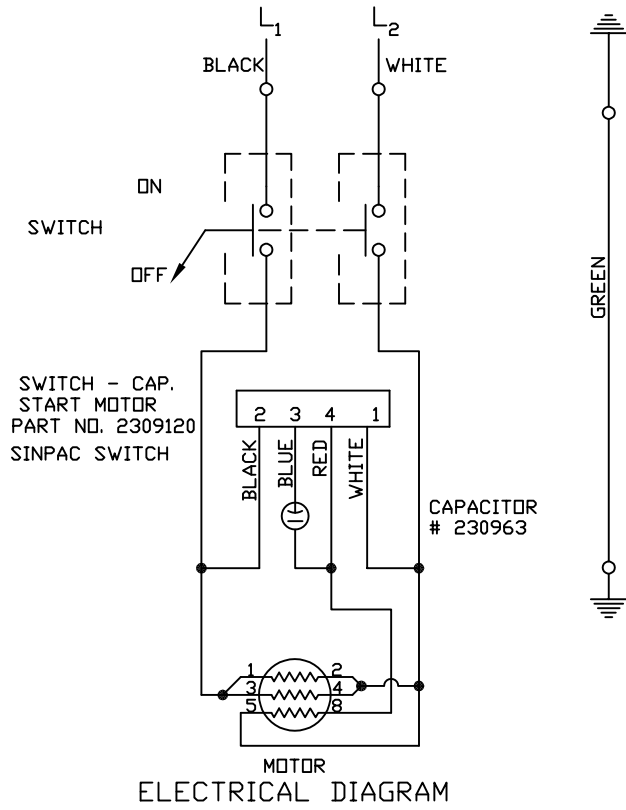 L1 L2
BLACK WHITE
ON
SWITCH
OFF
GREEN
SWITCH - CAP.
START MOTOR
PART NO. 2309120
SINPAC SWITCH
2 3 4 1
BLACK BLUE RED WHITE
CAPACITOR
# 230963
1 2
3 4
5 8
MOTOR
ELECTRICAL DIAGRAM